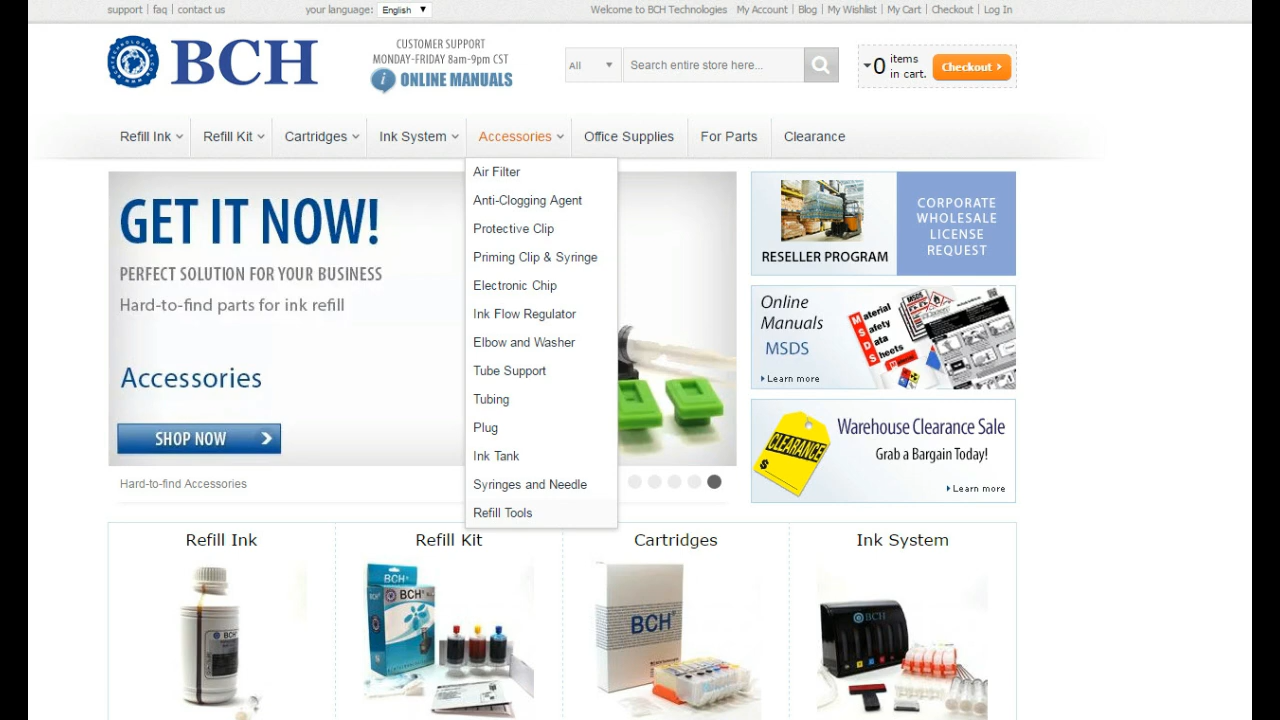 support faq contact us
your language: English
Welcome to BCH Technologies My Account Blog My Wishlist My Cart Checkout Log In
BCH
CUSTOMER SUPPORT
MONDAY-FRIDAY 8am-9pm CST
ONLINE MANUALS
All
Search entire store here...
0 items
in cart.
Checkout
Refill Ink
Refill Kit
Cartridges
Ink System
Accessories
Office Supplies
For Parts
Clearance
Air Filter
Anti-Clogging Agent
Protective Clip
Priming Clip & Syringe
Electronic Chip
Ink Flow Regulator
Elbow and Washer
Tube Support
Tubing
Plug
Ink Tank
Syringes and Needle
Refill Tools
GET IT NOW!
PERFECT SOLUTION FOR YOUR BUSINESS
Hard-to-find parts for ink refill
Accessories
SHOP NOW
Hard-to-find Accessories
RESELLER PROGRAM
CORPORATE
WHOLESALE
LICENSE
REQUEST
Online
Manuals
MSDS
Learn more
Material
Safety
Data
Sheets
CLEARANCE
$
Warehouse Clearance Sale
Grab a Bargain Today!
Learn more
Refill Ink
Refill Kit
Cartridges
Ink System
BCH
BCH
BCH
BCH
BCH